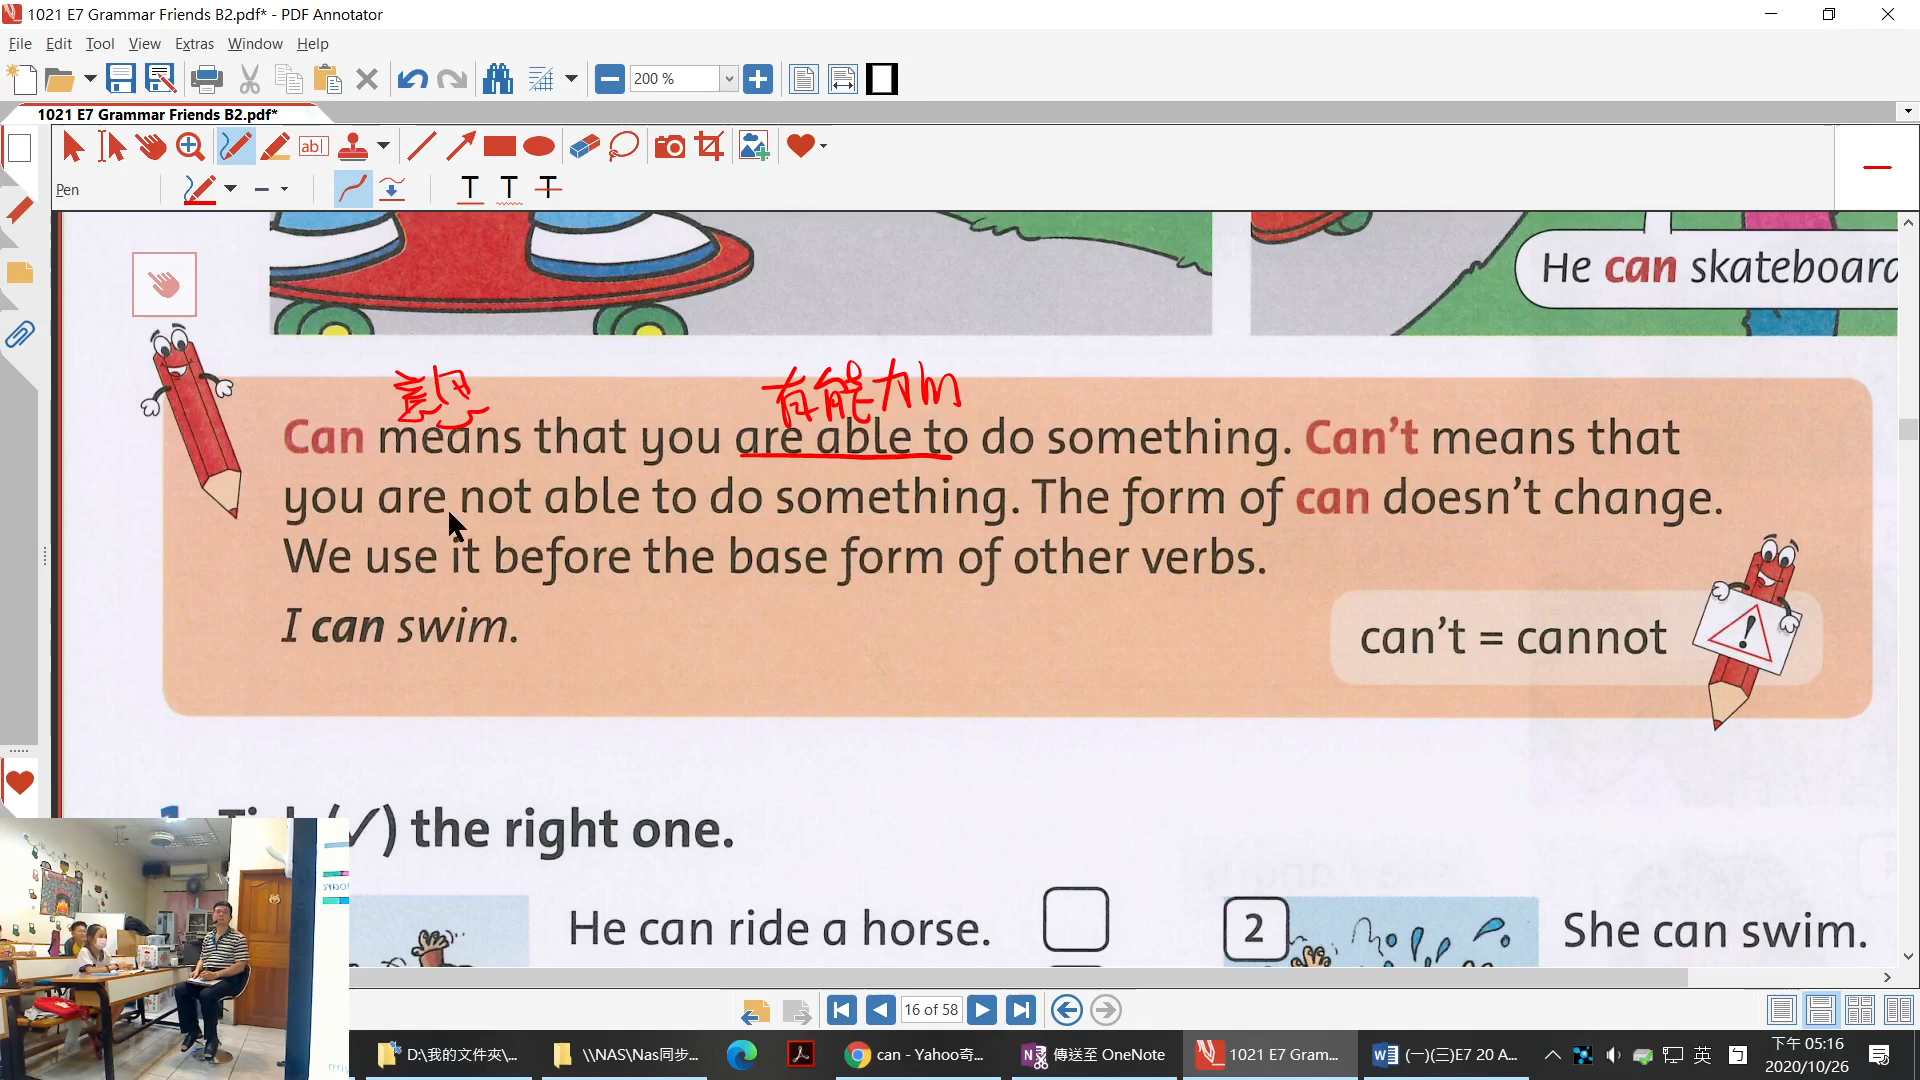 1021 E7 Grammar Friends B2.pdf* - PDF Annotator
File Edit Tool View Extras Window Help
200 %
1021 E7 Grammar Friends B2.pdf*
ab
Pen
T T T
He can skateboard
意思 有能力的
Can means that you are able to do something. Can't means that
you are not able to do something. The form of can doesn't change.
We use it before the base form of other verbs.
I can swim.
can't = cannot
!
(✓) the right one.
He can ride a horse.
2
She can swim.
16 of 58
D:\我的文件夾\...
\\NAS\Nas同步...
can - Yahoo奇...
傳送至 OneNote
1021 E7 Gram...
(一)(三)E7 20 A...
英
下午 05:16
2020/10/26